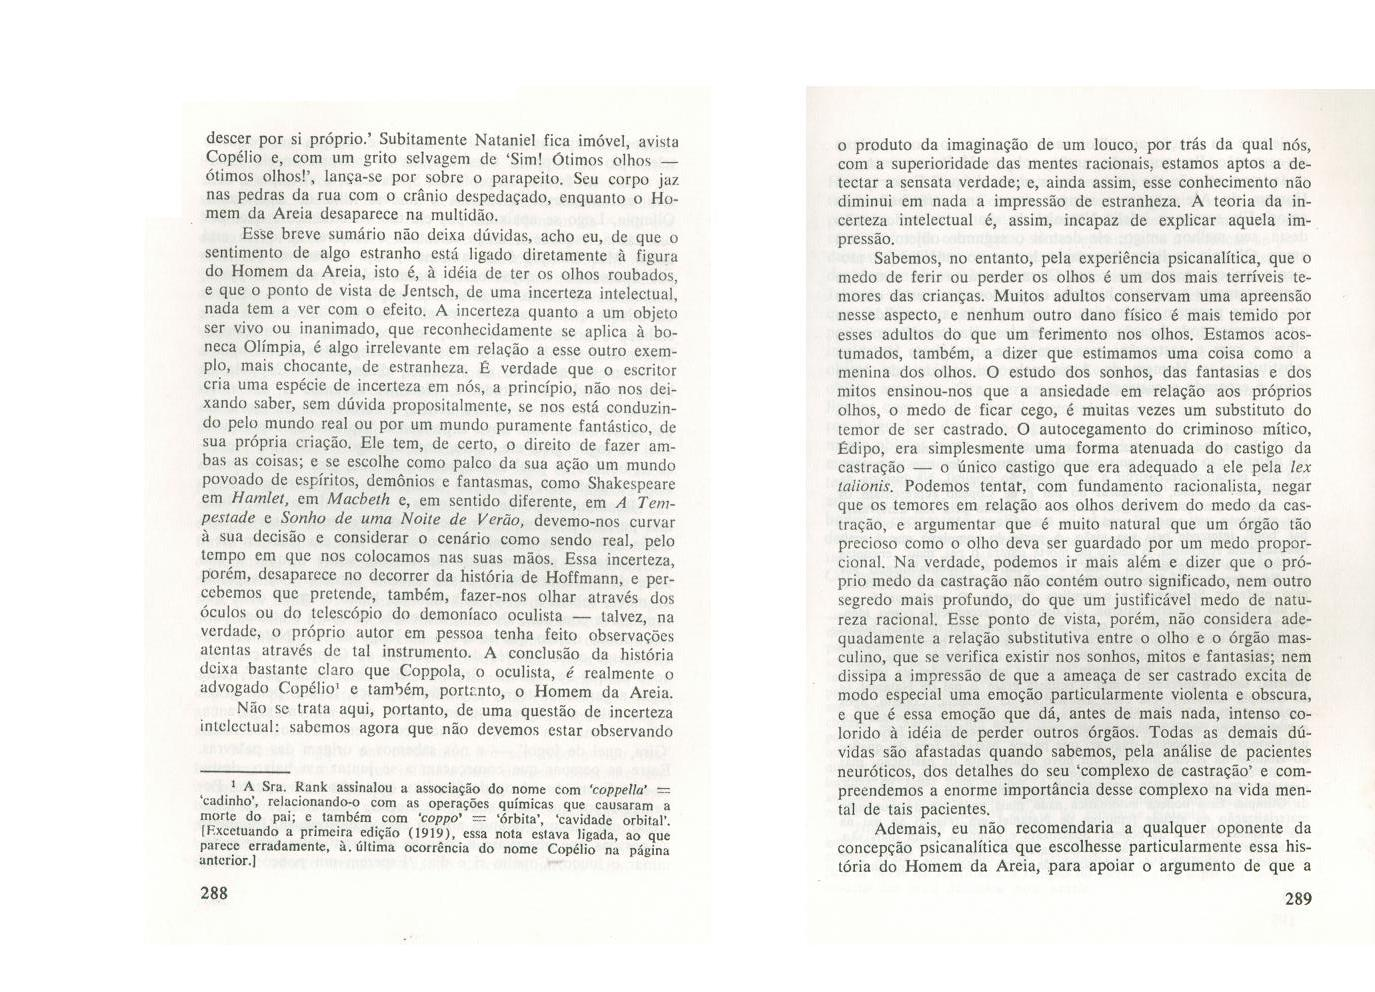 descer por si próprio.’ Subitamente Nataniel fica imóvel, avista
Copélio e, com um grito selvagem de ‘Sim! Ótimos olhos —
ótimos olhos!’, lança-se por sobre o parapeito. Seu corpo jaz
nas pedras da rua com o crânio despedaçado, enquanto o Ho-
mem da Areia desaparece na multidão.
Esse breve sumário não deixa dúvidas, acho eu, de que o
sentimento de algo estranho está ligado diretamente à figura
do Homem da Areia, isto é, à idéia de ter os olhos roubados,
e que o ponto de vista de Jentsch, de uma incerteza intelectual,
nada tem a ver com o efeito. A incerteza quanto a um objeto
ser vivo ou inanimado, que reconhecidamente se aplica à bo-
neca Olímpia, é algo irrelevante em relação a esse outro exem-
plo, mais chocante, de estranheza. É verdade que o escritor
cria uma espécie de incerteza em nós, a princípio, não nos dei-
xando saber, sem dúvida propositalmente, se nos está conduzin-
do pelo mundo real ou por um mundo puramente fantástico, de
sua própria criação. Ele tem, de certo, o direito de fazer am-
bas as coisas; e se escolhe como palco da sua ação um mundo
povoado de espíritos, demônios e fantasmas, como Shakespeare
em Hamlet, em Macbeth e, em sentido diferente, em A Tem-
pestade e Sonho de uma Noite de Verão, devemo-nos curvar
à sua decisão e considerar o cenário como sendo real, pelo
tempo em que nos colocamos nas suas mãos. Essa incerteza,
porém, desaparece no decorrer da história de Hoffmann, e per-
cebemos que pretende, também, fazer-nos olhar através dos
óculos ou do telescópio do demoníaco oculista — talvez, na
verdade, o próprio autor em pessoa tenha feito observações
atentas através de tal instrumento. A conclusão da história
deixa bastante claro que Coppola, o oculista, é realmente o
advogado Copélio¹ e também, portanto, o Homem da Areia.
Não se trata aqui, portanto, de uma questão de incerteza
intelectual: sabemos agora que não devemos estar observando
¹ A Sra. Rank assinalou a associação do nome com ‘coppella’ =
‘cadinho’, relacionando-o com as operações químicas que causaram a
morte do pai; e também com ‘coppo’ = ‘órbita’, ‘cavidade orbital’.
[Excetuando a primeira edição (1919), essa nota estava ligada, ao que
parece erradamente, à última ocorrência do nome Copélio na página
anterior.]
288
o produto da imaginação de um louco, por trás da qual nós,
com a superioridade das mentes racionais, estamos aptos a de-
tectar a sensata verdade; e, ainda assim, esse conhecimento não
diminui em nada a impressão de estranheza. A teoria da in-
certeza intelectual é, assim, incapaz de explicar aquela im-
pressão.
Sabemos, no entanto, pela experiência psicanalítica, que o
medo de ferir ou perder os olhos é um dos mais terríveis te-
mores das crianças. Muitos adultos conservam uma apreensão
nesse aspecto, e nenhum outro dano físico é mais temido por
esses adultos do que um ferimento nos olhos. Estamos acos-
tumados, também, a dizer que estimamos uma coisa como a
menina dos olhos. O estudo dos sonhos, das fantasias e dos
mitos ensinou-nos que a ansiedade em relação aos próprios
olhos, o medo de ficar cego, é muitas vezes um substituto do
temor de ser castrado. O autocegamento do criminoso mítico,
Édipo, era simplesmente uma forma atenuada do castigo da
castração — o único castigo que era adequado a ele pela lex
talionis. Podemos tentar, com fundamento racionalista, negar
que os temores em relação aos olhos derivem do medo da cas-
tração, e argumentar que é muito natural que um órgão tão
precioso como o olho deva ser guardado por um medo propor-
cional. Na verdade, podemos ir mais além e dizer que o pró-
prio medo da castração não contém outro significado, nem outro
segredo mais profundo, do que um justificável medo de natu-
reza racional. Esse ponto de vista, porém, não considera ade-
quadamente a relação substitutiva entre o olho e o órgão mas-
culino, que se verifica existir nos sonhos, mitos e fantasias; nem
dissipa a impressão de que a ameaça de ser castrado excita de
modo especial uma emoção particularmente violenta e obscura,
e que é essa emoção que dá, antes de mais nada, intenso co-
lorido à idéia de perder outros órgãos. Todas as demais dú-
vidas são afastadas quando sabemos, pela análise de pacientes
neuróticos, dos detalhes do seu ‘complexo de castração’ e com-
preendemos a enorme importância desse complexo na vida men-
tal de tais pacientes.
Ademais, eu não recomendaria a qualquer oponente da
concepção psicanalítica que escolhesse particularmente essa his-
tória do Homem da Areia, para apoiar o argumento de que a
289